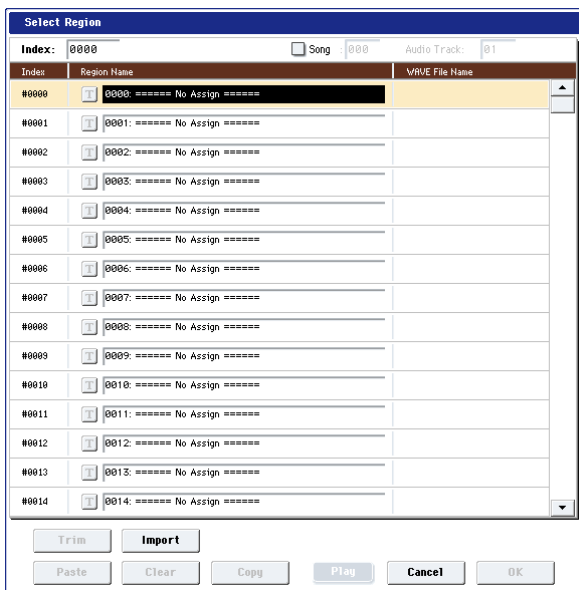 Select Region
Index: 0000 Song : 000 Audio Track: 01
Index Region Name WAVE File Name
#0000 T 0000: ====== No Assign ======
#0001 T 0001: ====== No Assign ======
#0002 T 0002: ====== No Assign ======
#0003 T 0003: ====== No Assign ======
#0004 T 0004: ====== No Assign ======
#0005 T 0005: ====== No Assign ======
#0006 T 0006: ====== No Assign ======
#0007 T 0007: ====== No Assign ======
#0008 T 0008: ====== No Assign ======
#0009 T 0009: ====== No Assign ======
#0010 T 0010: ====== No Assign ======
#0011 T 0011: ====== No Assign ======
#0012 T 0012: ====== No Assign ======
#0013 T 0013: ====== No Assign ======
#0014 T 0014: ====== No Assign ======
Trim Import
Paste Clear Copy Play Cancel OK